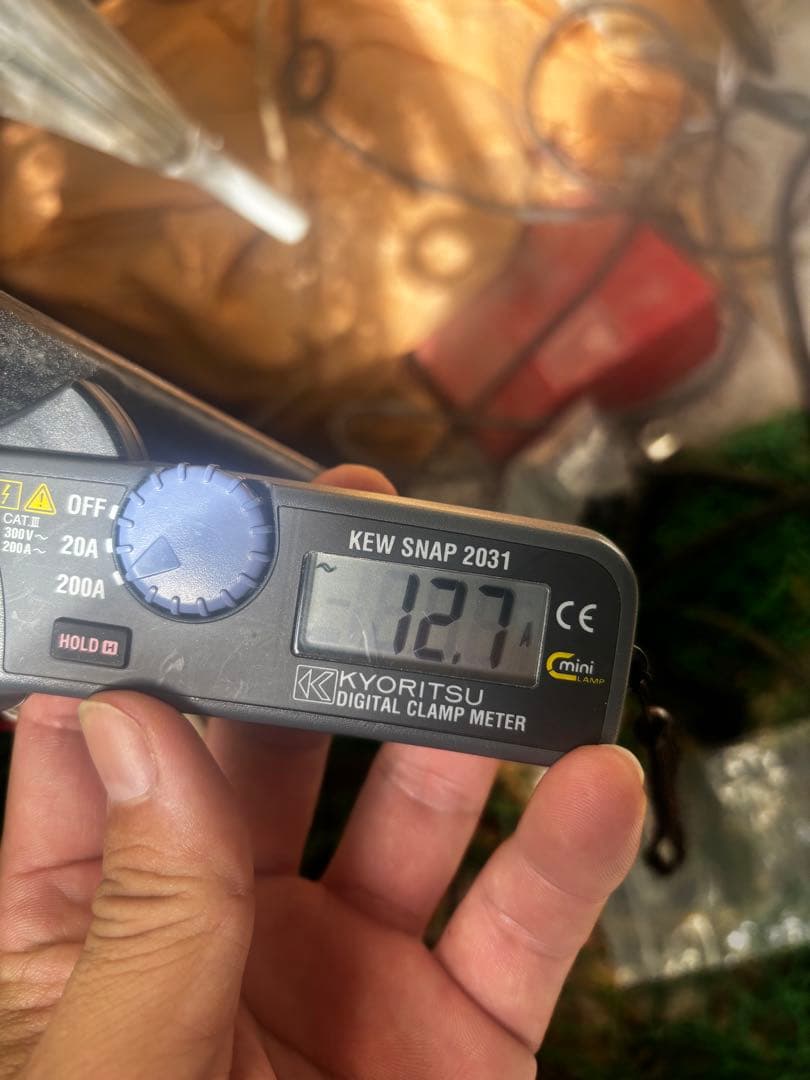 OFF
CAT.Ⅲ
300V~
200A~
20A
200A
HOLD H
KEW SNAP 2031
~
12.7 A
CE
KYORITSU
DIGITAL CLAMP METER
mini
CLAMP